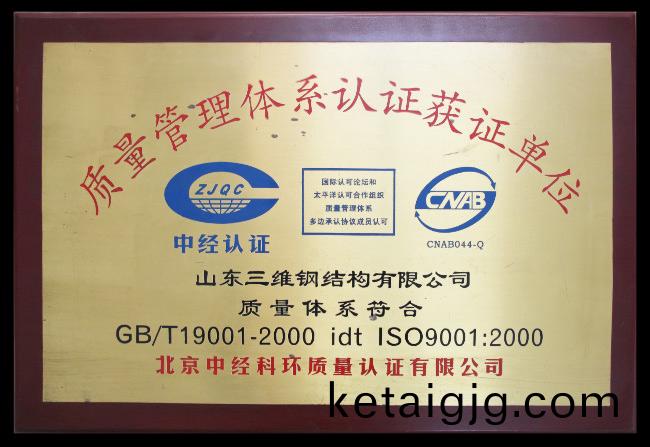 质量管理体系认证获证单位
ZJQC
中经认证
国际认可论坛和
太平洋认可合作组织
质量管理体系
多边承认协议成员认可
CNAB
CNAB044-Q
山东三维钢结构有限公司
质量体系符合
GB/T19001-2000 idt ISO9001:2000
北京中经科环质量认证有限公司
ketaigjg.com